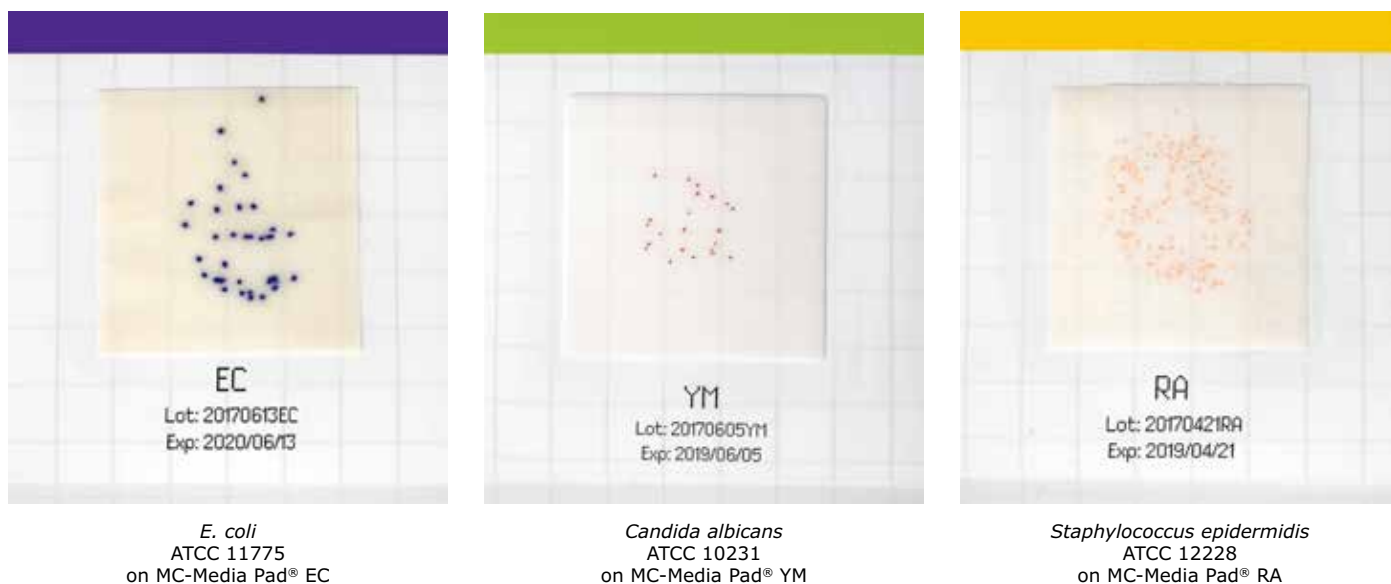 EC
Lot: 20170613EC
Exp: 2020/06/13
E. coli
ATCC 11775
on MC-Media Pad® EC
YM
Lot: 20170605YM
Exp: 2019/06/05
Candida albicans
ATCC 10231
on MC-Media Pad® YM
RA
Lot: 20170421RA
Exp: 2019/04/21
Staphylococcus epidermidis
ATCC 12228
on MC-Media Pad® RA